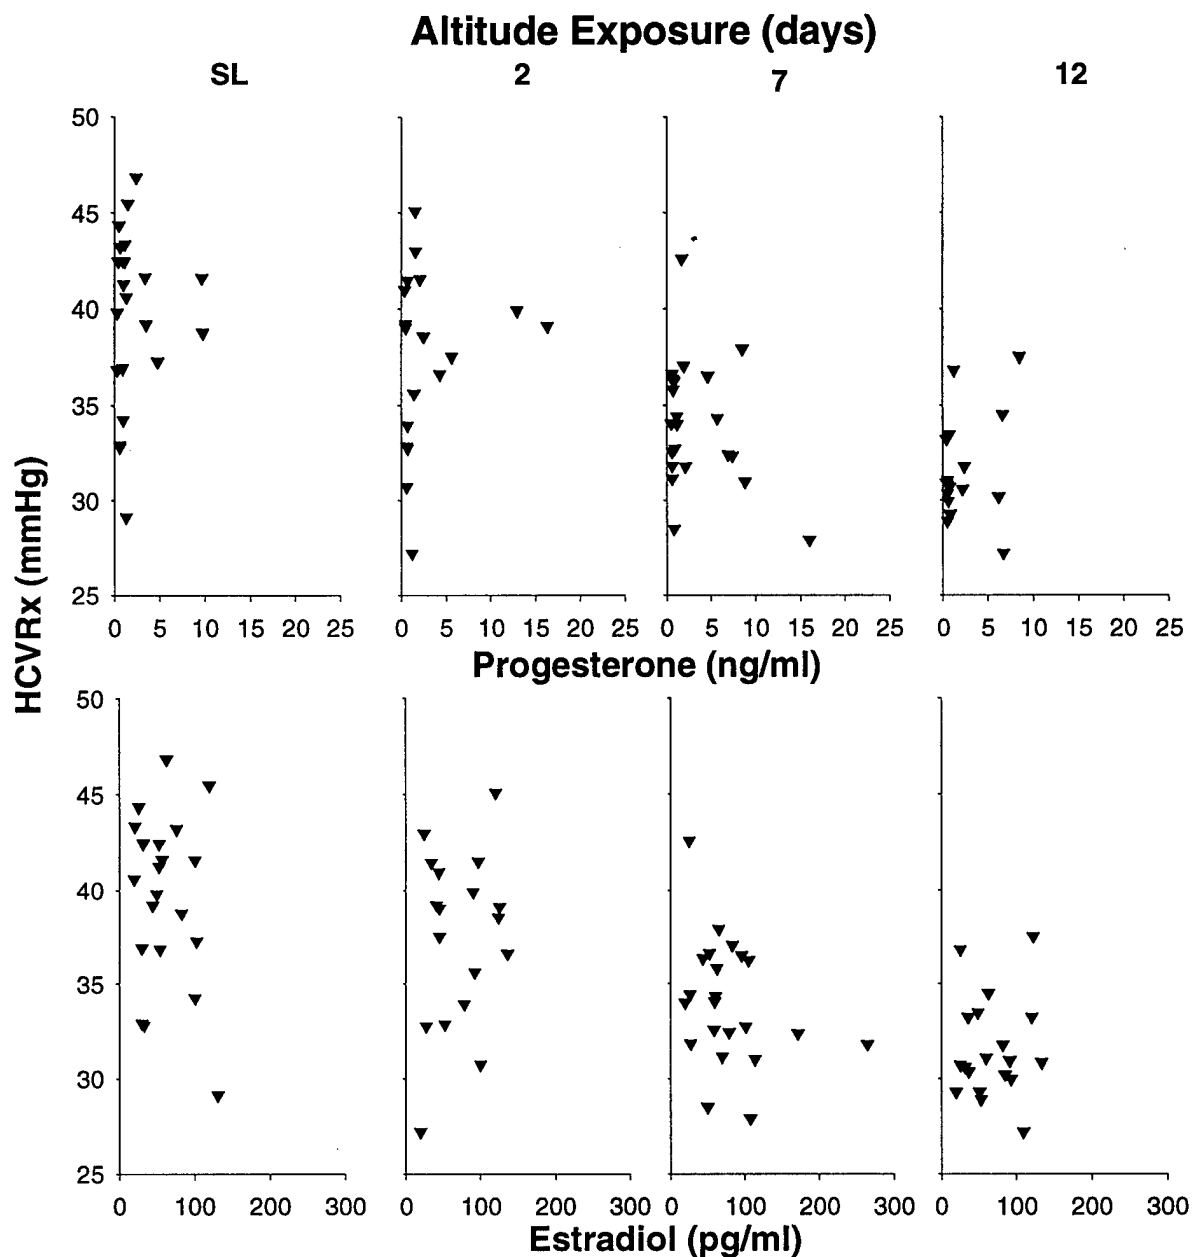 Altitude Exposure (days)
SL 2 7 12
50
45
40
35
30
25
0 5 10 15 20 25 0 5 10 15 20 25 0 5 10 15 20 25 0 5 10 15 20 25
Progesterone (ng/ml)
HCVRx (mmHg)
50
45
40
35
30
25
0 100 200 300 0 100 200 300 0 100 200 300 0 100 200 300
Estradiol (pg/ml)